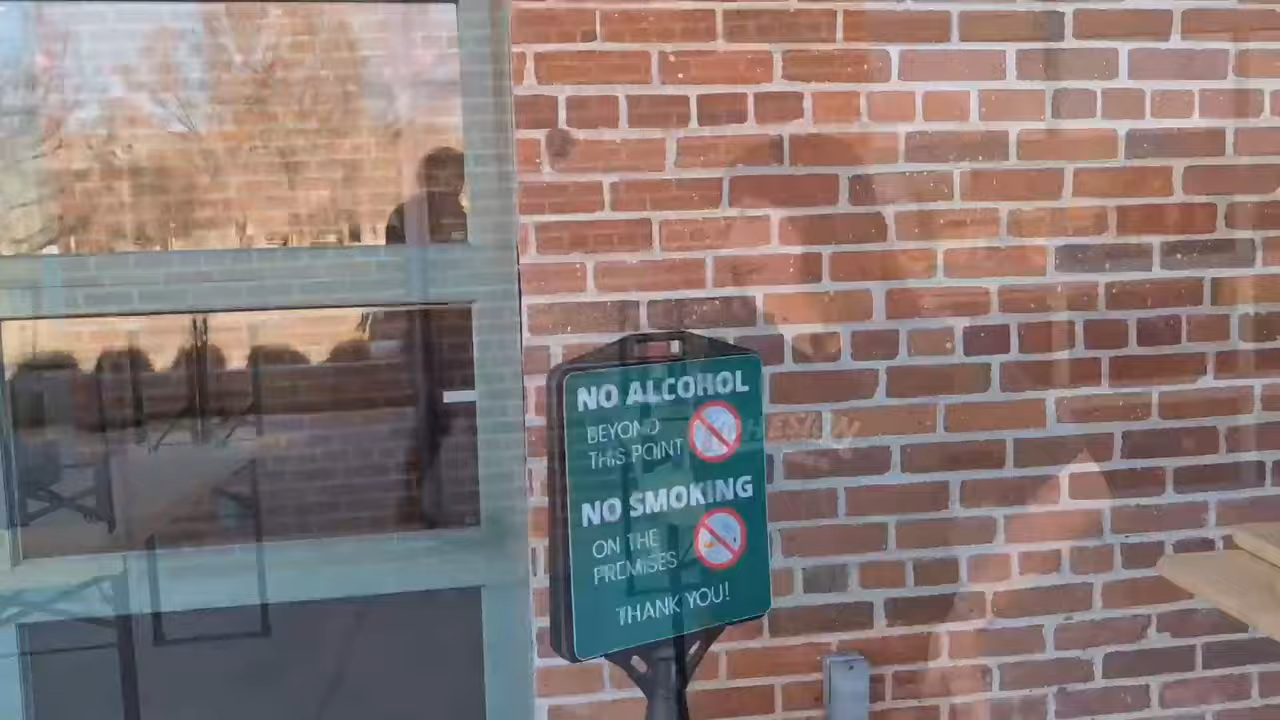 NO ALCOHOL
BEYOND
THIS POINT
NO SMOKING
ON THE
PREMISES
THANK YOU!